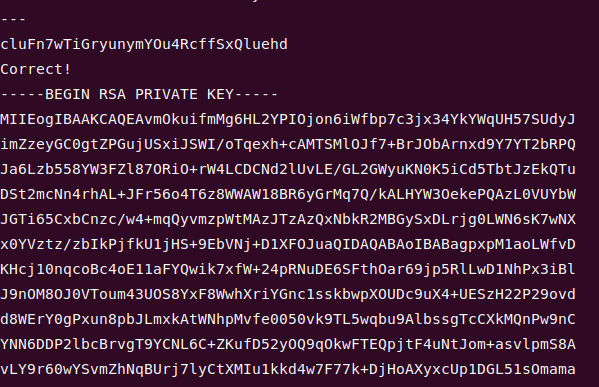 ---
cluFn7wTiGryunymYOu4RcffSxQluehd
Correct!
-----BEGIN RSA PRIVATE KEY-----
MIIEogIBAAKCAQEAvmOkuifmMg6HL2YPIOjon6iWfbp7c3jx34YkYWqUH57SUdyJ
imZzeyGC0gtZPGujUSxiJSWI/oTqexh+cAMTSMlOJf7+BrJObArnxd9Y7YT2bRPQ
Ja6Lzb558YW3FZl87ORiO+rW4LCDCNd2lUvLE/GL2GWyuKN0K5iCd5TbtJzEkQTu
DSt2mcNn4rhAL+JFr56o4T6z8WWAW18BR6yGrMq7Q/kALHYW3OekePQAzL0VUYbW
JGTi65CxbCnzc/w4+mqQyvmzpWtMAzJTzAzQxNbkR2MBGySxDLrjg0LWN6sK7wNX
x0YVztz/zbIkPjfkU1jHS+9EbVNj+D1XFOJuaQIDAQABAoIBABagpxpM1aoLWfvD
KHcj10nqcoBc4oE11aFYQwik7xfW+24pRNuDE6SFthOar69jp5RlLwD1NhPx3iBl
J9nOM8OJ0VToum43UOS8YxF8WwhXriYGnc1sskbwpXOUDc9uX4+UESzH22P29ovd
d8WErY0gPxun8pbJLmxkAtWNhpMvfe0050vk9TL5wqbu9AlbssgTcCXkMQnPw9nC
YNN6DDP2lbcBrvgT9YCNL6C+ZKufD52yOQ9qOkwFTEQpjtF4uNtJom+asvlpmS8A
vLY9r60wYSvmZhNqBUrj7lyCtXMIu1kkd4w7F77k+DjHoAXyxcUp1DGL51sOmama